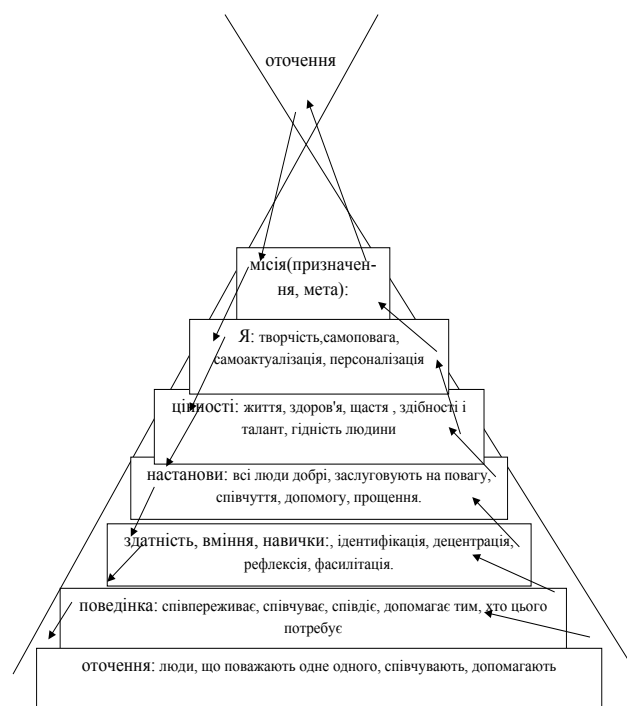 оточення
місія(призначен-
ня, мета):
Я: творчість,самоповага,
самоактуалізація, персоналізація
цінності: життя, здоров'я, щастя , здібності і
талант, гідність людини
настанови: всі люди добрі, заслуговують на повагу,
співчуття, допомогу, прощення.
здатність, вміння, навички:, ідентифікація, децентрація,
рефлексія, фасилітація.
поведінка: співпереживає, співчуває, співдіє, допомагає тим, хто цього
потребує
оточення: люди, що поважають одне одного, співчувають, допомагають